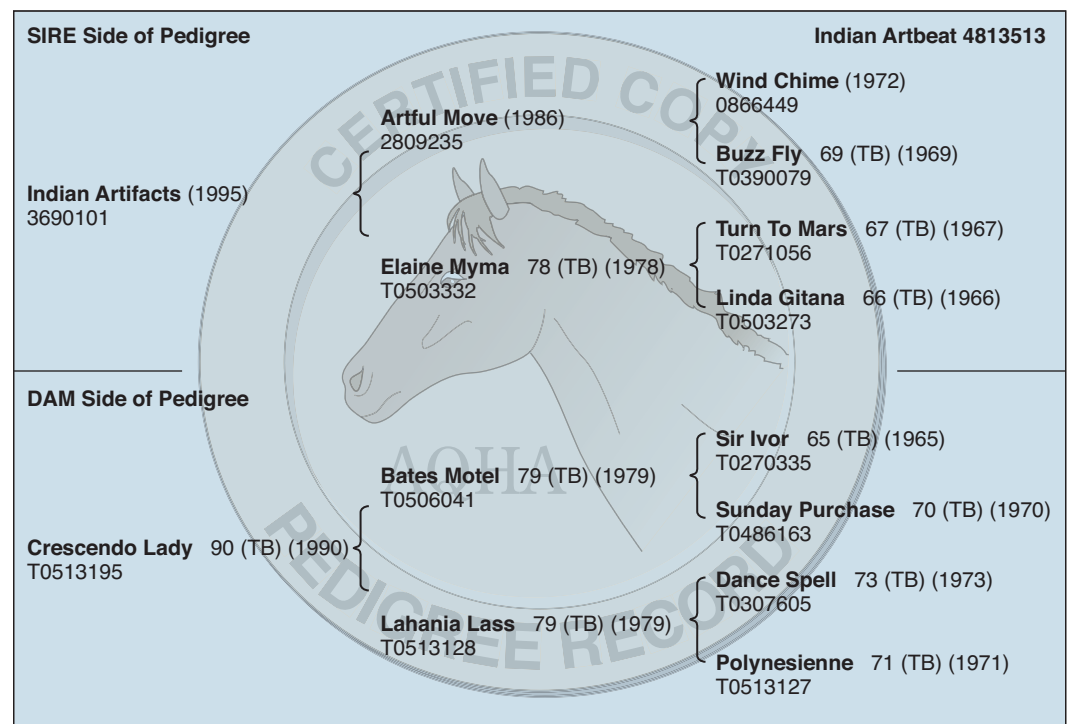 SIRE Side of Pedigree
Indian Artbeat 4813513
CERTIFIED COPY
Wind Chime (1972)
0866449
Artful Move (1986)
2809235
Buzz Fly 69 (TB) (1969)
T0390079
Indian Artifacts (1995)
3690101
Turn To Mars 67 (TB) (1967)
T0271056
Elaine Myma 78 (TB) (1978)
T0503332
Linda Gitana 66 (TB) (1966)
T0503273
DAM Side of Pedigree
Sir Ivor 65 (TB) (1965)
T0270335
AQHA
Bates Motel 79 (TB) (1979)
T0506041
Sunday Purchase 70 (TB) (1970)
T0486163
Crescendo Lady 90 (TB) (1990)
T0513195
Dance Spell 73 (TB) (1973)
T0307605
Lahania Lass 79 (TB) (1979)
T0513128
Polynesienne 71 (TB) (1971)
T0513127
PEDIGREE RECORD